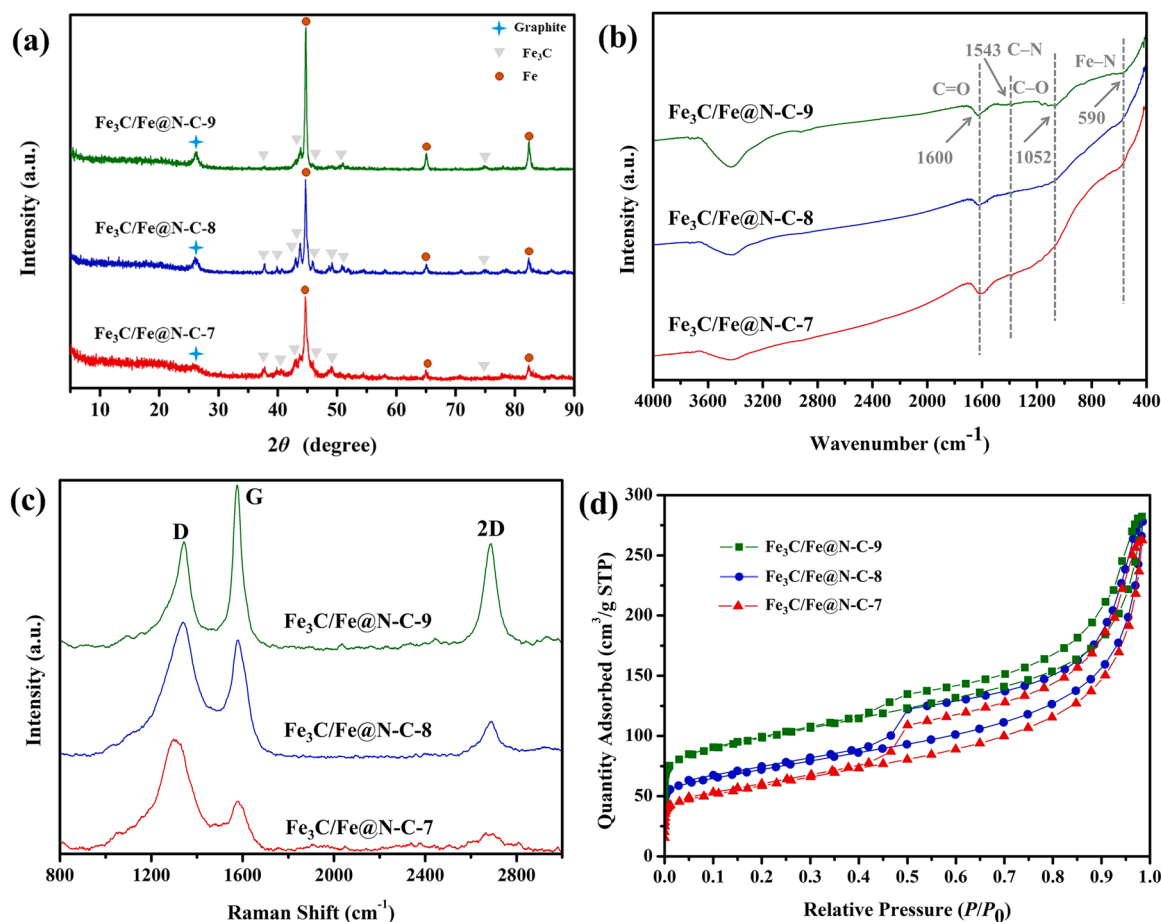 (a)
Graphite
Fe₃C
Fe
Fe₃C/Fe@N-C-9
Fe₃C/Fe@N-C-8
Fe₃C/Fe@N-C-7
Intensity (a.u.)
10 20 30 40 50 60 70 80 90
2θ (degree)
(b)
1543 C–N
Fe–N
C=O
C–O
590
1600
1052
Fe₃C/Fe@N-C-9
Fe₃C/Fe@N-C-8
Fe₃C/Fe@N-C-7
Intensity (a.u.)
4000 3600 3200 2800 2400 2000 1600 1200 800 400
Wavenumber (cm⁻¹)
(c)
G
D
2D
Fe₃C/Fe@N-C-9
Fe₃C/Fe@N-C-8
Fe₃C/Fe@N-C-7
Intensity (a.u.)
800 1200 1600 2000 2400 2800
Raman Shift (cm⁻¹)
(d)
300
250
200
150
100
50
0
Fe₃C/Fe@N-C-9
Fe₃C/Fe@N-C-8
Fe₃C/Fe@N-C-7
Quantity Adsorbed (cm³/g STP)
0.0 0.1 0.2 0.3 0.4 0.5 0.6 0.7 0.8 0.9 1.0
Relative Pressure (P/P₀)